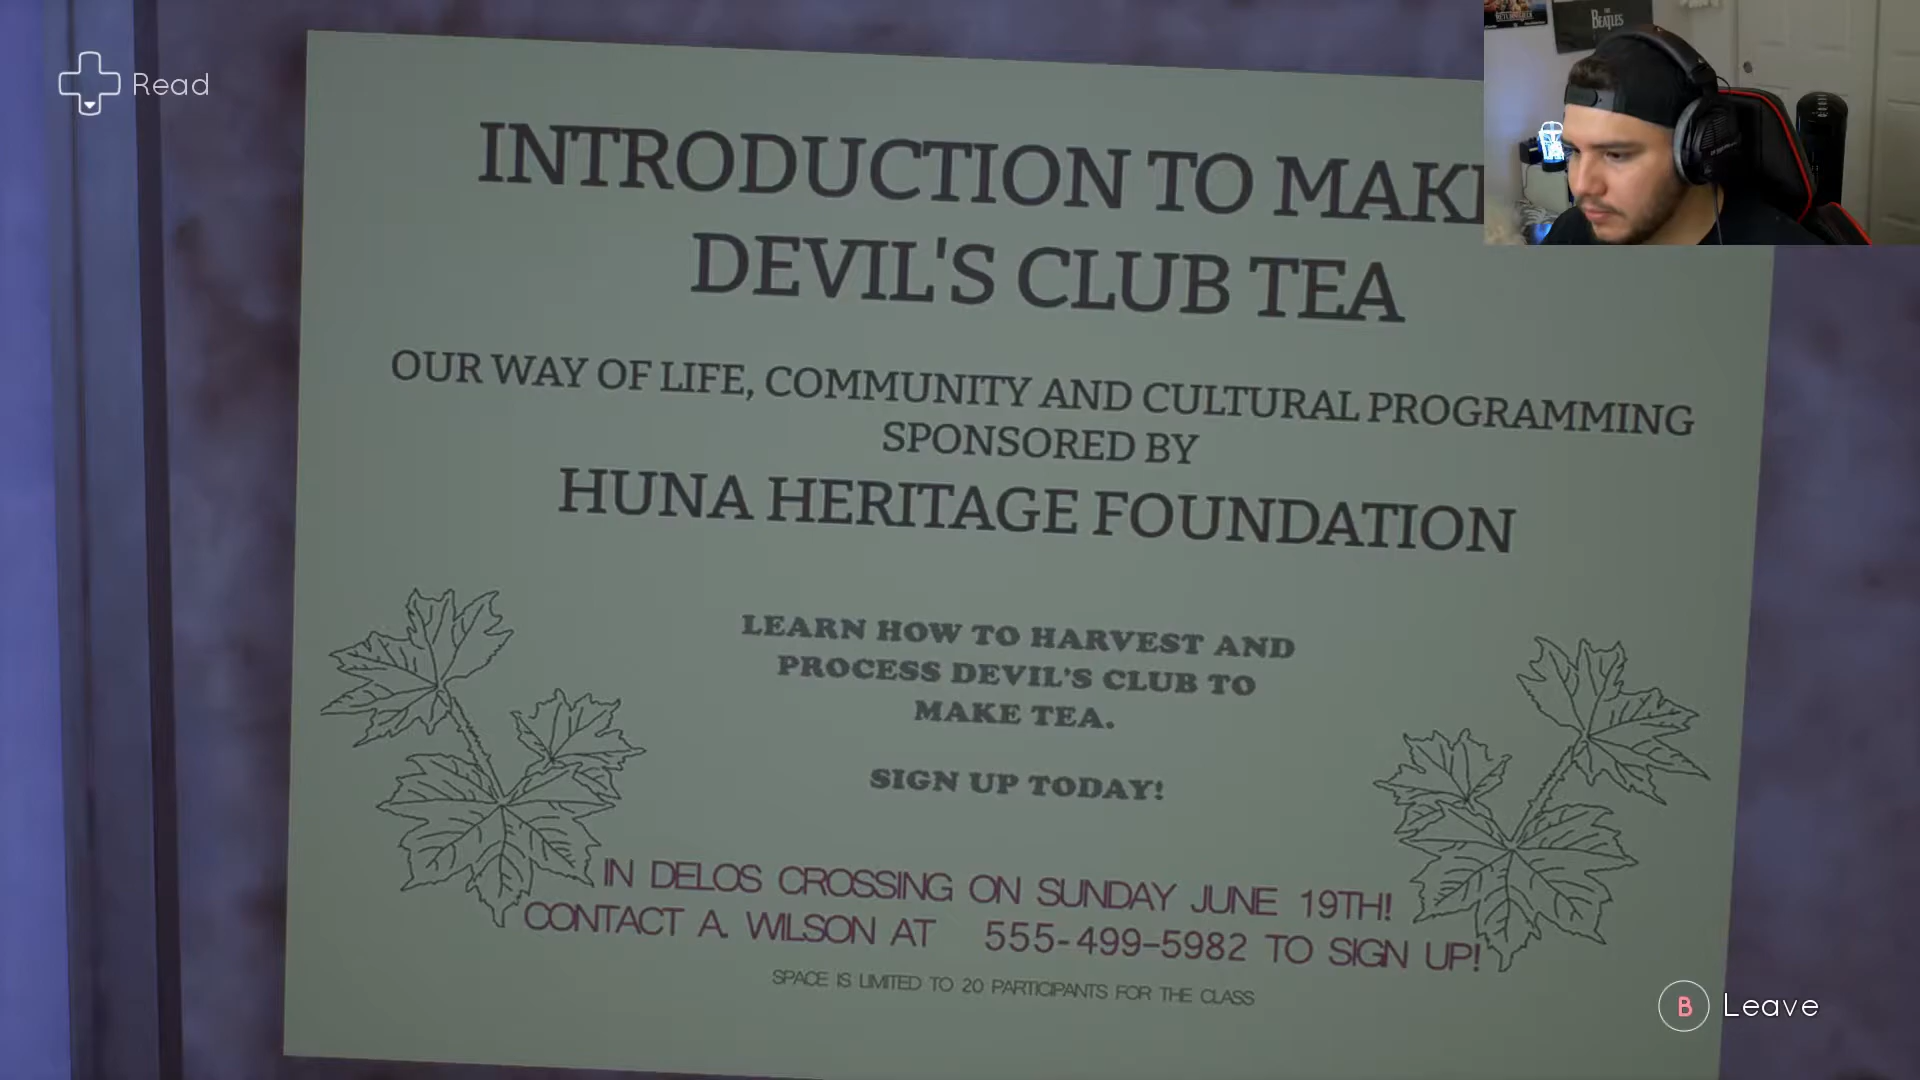 Read
THE
BEATLES
INTRODUCTION TO
DEVIL'S CLUB TEA
OUR WAY OF LIFE, COMMUNITY AND CULTURAL PROGRAMMING
SPONSORED BY
HUNA HERITAGE FOUNDATION
LEARN HOW TO HARVEST AND
PROCESS DEVIL'S CLUB TO
MAKE TEA.
SIGN UP TODAY!
IN DELOS CROSSING ON SUNDAY JUNE 19TH!
CONTACT A. WILSON AT 555-499-5982 TO SIGN UP!
SPACE IS LIMITED TO 20 PARTICIPANTS FOR THE CLASS
B Leave